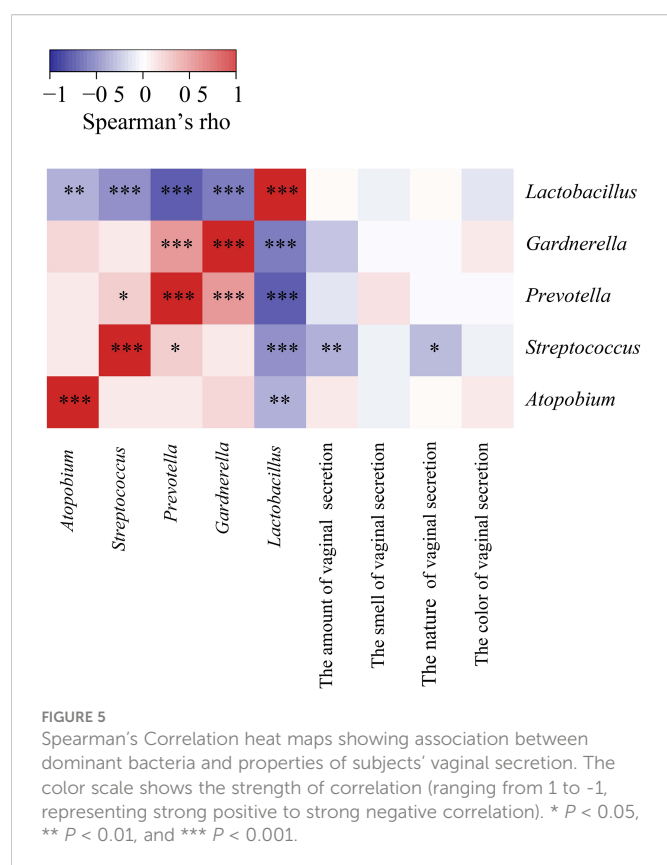 −1 −0 5 0 0.5 1
Spearman's rho
** *** *** *** *** Lactobacillus
*** *** *** Gardnerella
* *** *** *** Prevotella
*** * *** ** * Streptococcus
*** ** Atopobium
Atopobium
Streptococcus
Prevotella
Gardnerella
Lactobacillus
The amount of vaginal secretion
The smell of vaginal secretion
The nature of vaginal secretion
The color of vaginal secretion
FIGURE 5
Spearman's Correlation heat maps showing association between
dominant bacteria and properties of subjects' vaginal secretion. The
color scale shows the strength of correlation (ranging from 1 to -1,
representing strong positive to strong negative correlation). * P < 0.05,
** P < 0.01, and *** P < 0.001.